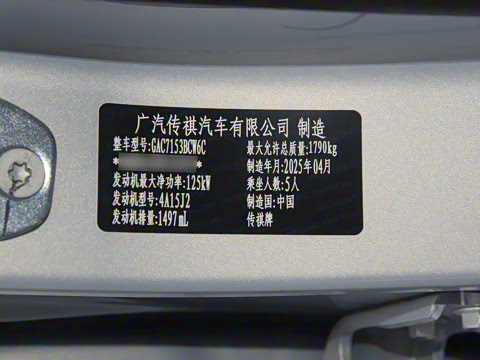 广汽传祺汽车有限公司 制造
整车型号:GAC7153BCW6C 最大允许总质量:1790kg
* * 制造年月:2025年04月
发动机最大净功率:125kW 乘坐人数:5人
发动机型号:4A15J2 制造国:中国
发动机排量:1497mL 传祺牌